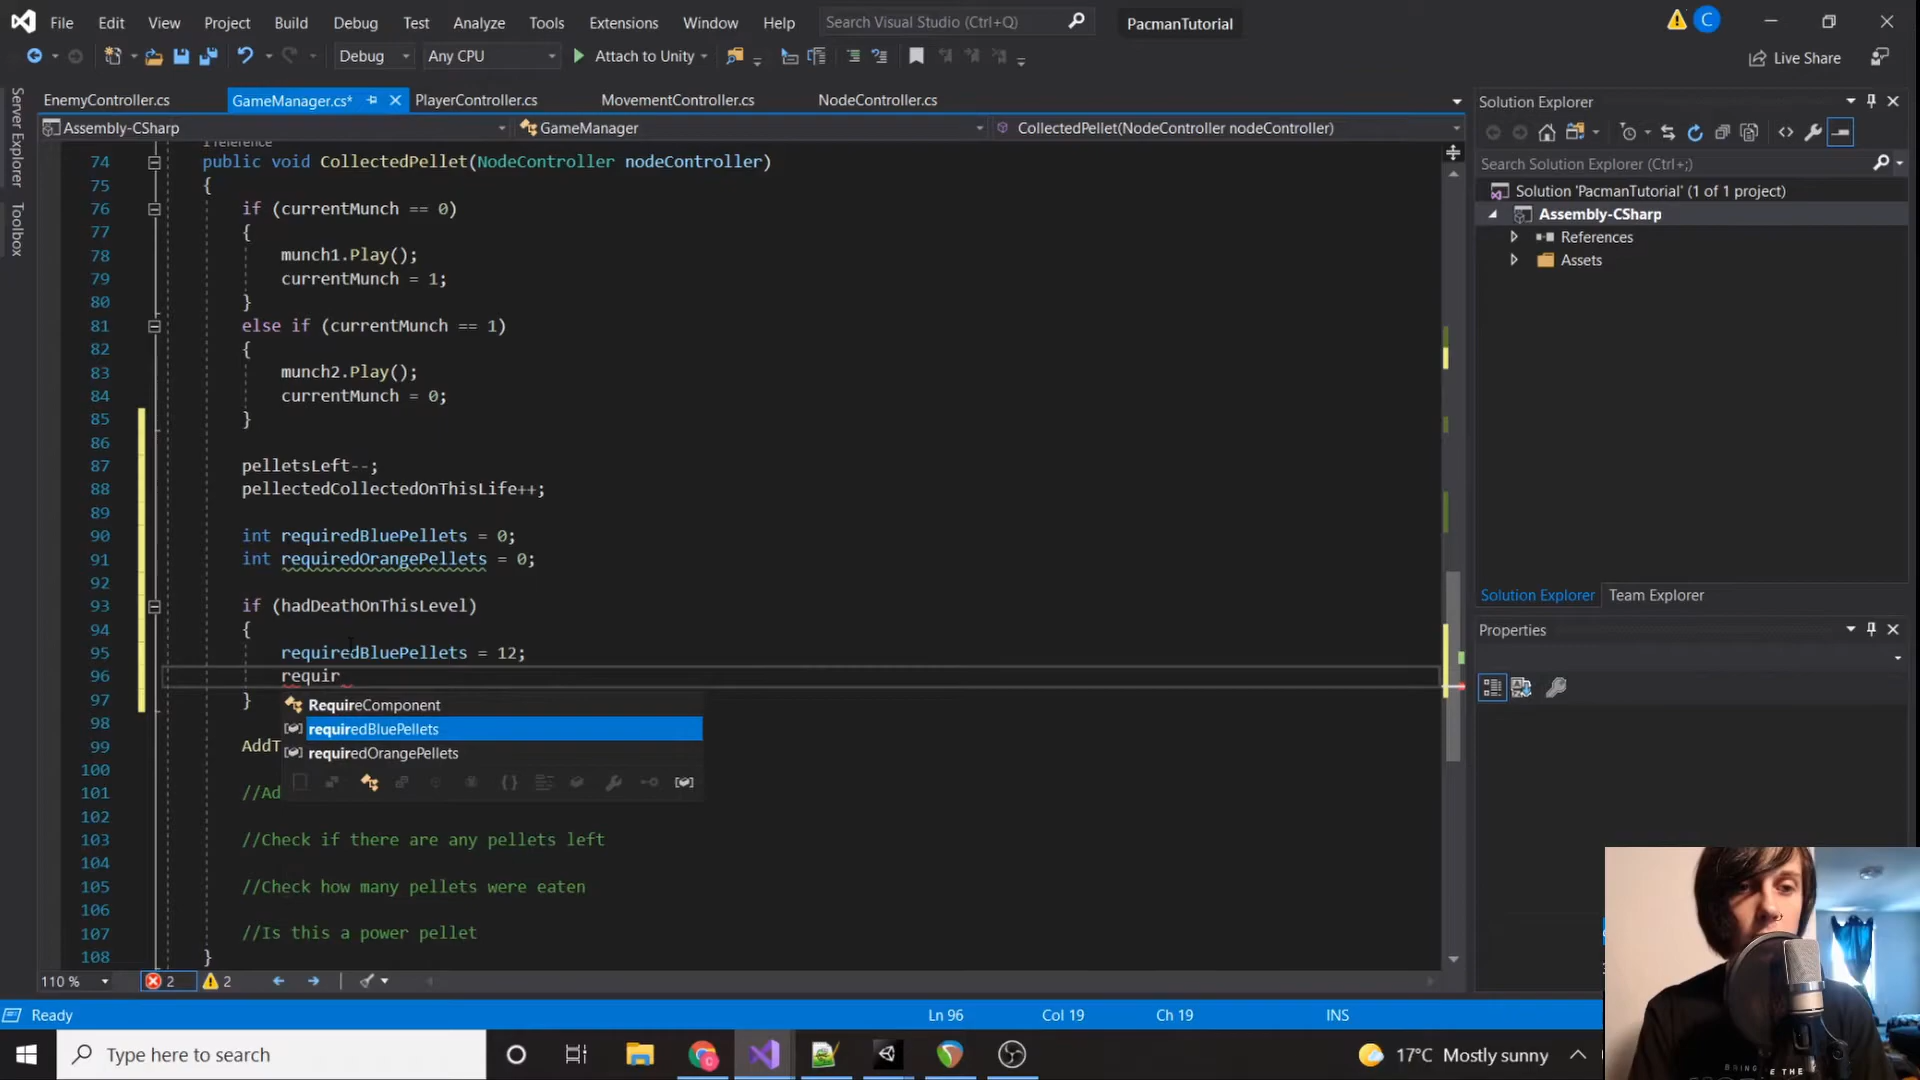 File Edit View Project Build Debug Test Analyze Tools Extensions Window Help Search Visual Studio (Ctrl+Q) PacmanTutorial C
Debug Any CPU Attach to Unity Live Share
Server Explorer
Toolbox
EnemyController.cs GameManager.cs* PlayerController.cs MovementController.cs NodeController.cs
Assembly-CSharp GameManager CollectedPellet(NodeController nodeController)
74 public void CollectedPellet(NodeController nodeController)
75 {
76 if (currentMunch == 0)
77 {
78 munch1.Play();
79 currentMunch = 1;
80 }
81 else if (currentMunch == 1)
82 {
83 munch2.Play();
84 currentMunch = 0;
85 }
86
87 pelletsLeft--;
88 pellectedCollectedOnThisLife++;
89
90 int requiredBluePellets = 0;
91 int requiredOrangePellets = 0;
92
93 if (hadDeathOnThisLevel)
94 {
95 requiredBluePellets = 12;
96 requir
97 }
RequireComponent
requiredBluePellets
requiredOrangePellets
98
99 AddT
100
101 //Ad
102
103 //Check if there are any pellets left
104
105 //Check how many pellets were eaten
106
107 //Is this a power pellet
108 }
110 % 2 2
Solution Explorer
Search Solution Explorer (Ctrl+;)
Solution 'PacmanTutorial' (1 of 1 project)
Assembly-CSharp
References
Assets
Solution Explorer Team Explorer
Properties
Ready Ln 96 Col 19 Ch 19 INS
Type here to search 17°C Mostly sunny